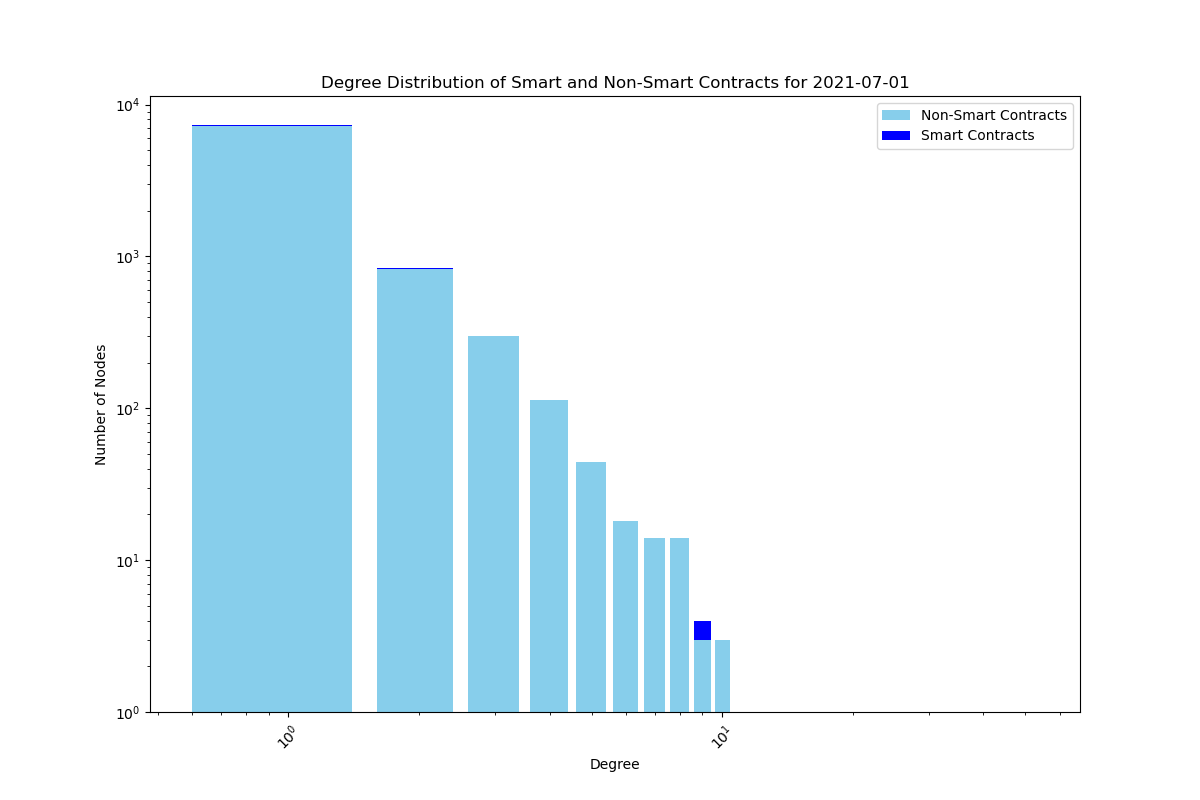 Degree Distribution of Smart and Non-Smart Contracts for 2021-07-01
Non-Smart Contracts
Smart Contracts
Number of Nodes
10⁴
10³
10²
10¹
10⁰
10⁰
10¹
Degree